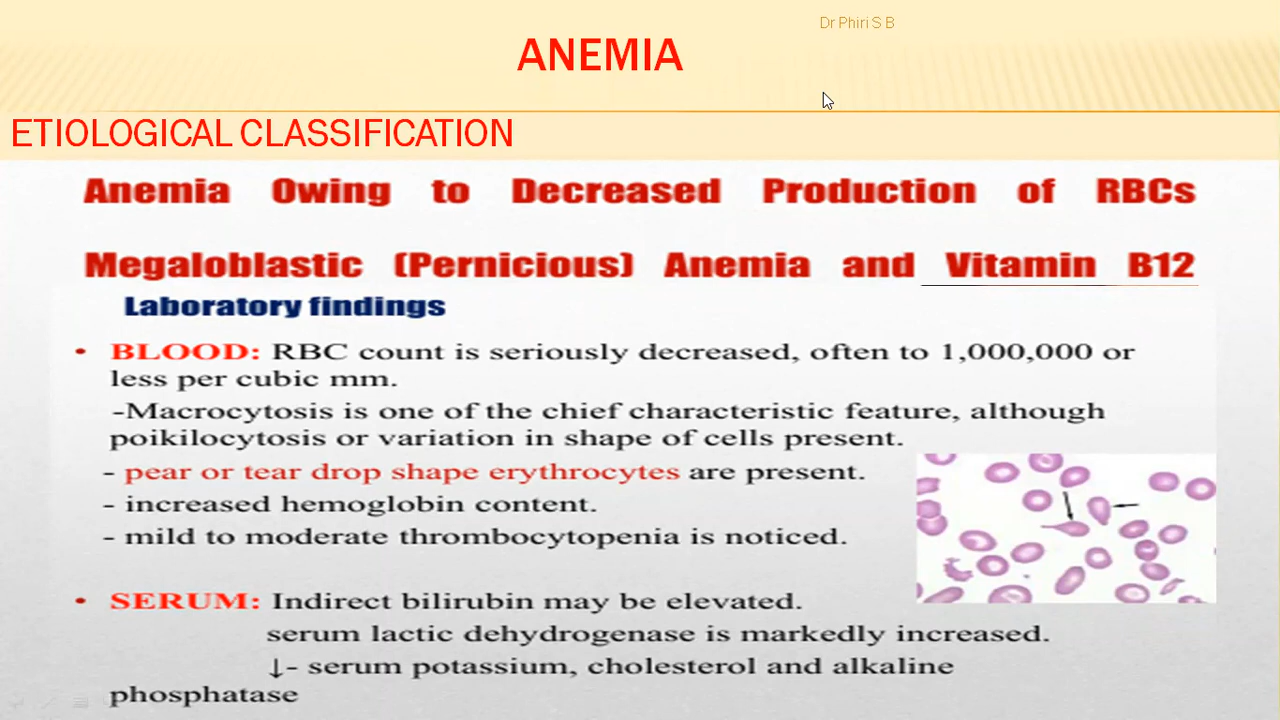 Dr Phiri S B
ANEMIA
ETIOLOGICAL CLASSIFICATION
Anemia Owing to Decreased Production of RBCs
Megaloblastic (Pernicious) Anemia and Vitamin B12
Laboratory findings
• BLOOD: RBC count is seriously decreased, often to 1,000,000 or
less per cubic mm.
-Macrocytosis is one of the chief characteristic feature, although
poikilocytosis or variation in shape of cells present.
- pear or tear drop shape erythrocytes are present.
- increased hemoglobin content.
- mild to moderate thrombocytopenia is noticed.
• SERUM: Indirect bilirubin may be elevated.
serum lactic dehydrogenase is markedly increased.
↓- serum potassium, cholesterol and alkaline
phosphatase